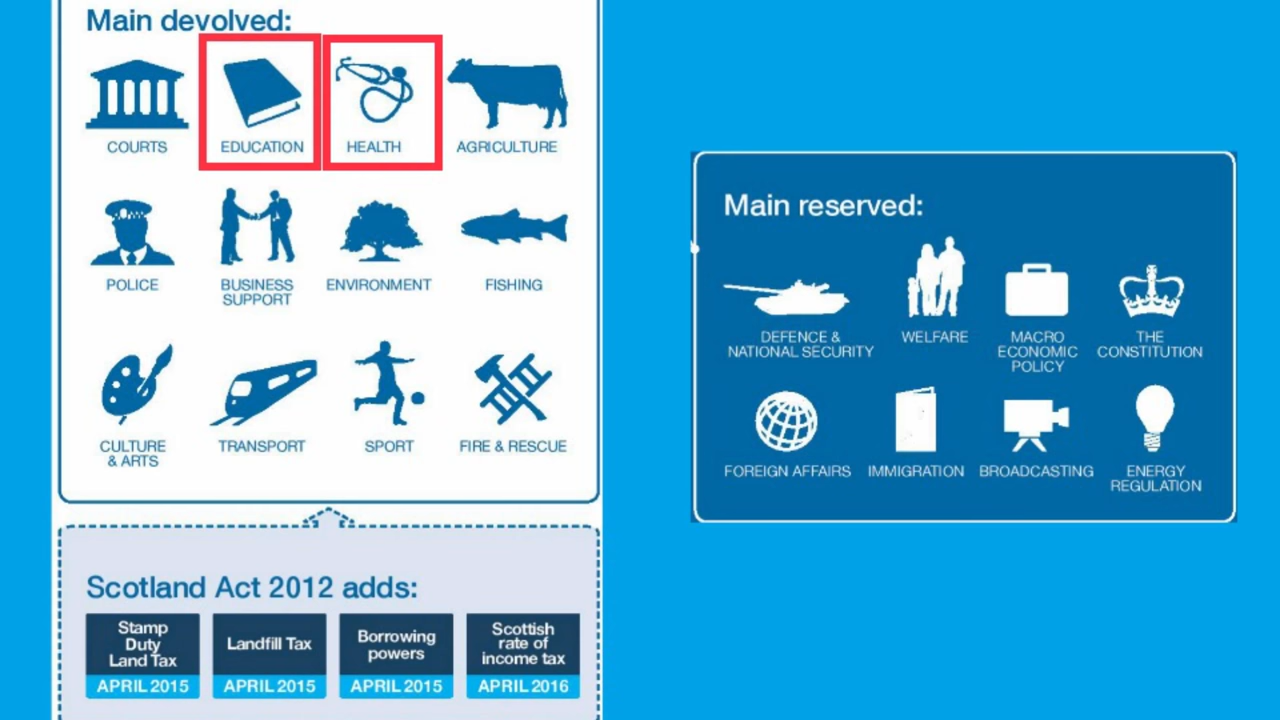 Main devolved:
COURTS
EDUCATION
HEALTH
AGRICULTURE
POLICE
BUSINESS
SUPPORT
ENVIRONMENT
FISHING
CULTURE
& ARTS
TRANSPORT
SPORT
FIRE & RESCUE
Scotland Act 2012 adds:
Stamp
Duty
Land Tax
APRIL 2015
Landfill Tax
APRIL 2015
Borrowing
powers
APRIL 2015
Scottish
rate of
income tax
APRIL 2016
Main reserved:
DEFENCE &
NATIONAL SECURITY
WELFARE
MACRO
ECONOMIC
POLICY
THE
CONSTITUTION
FOREIGN AFFAIRS
IMMIGRATION
BROADCASTING
ENERGY
REGULATION